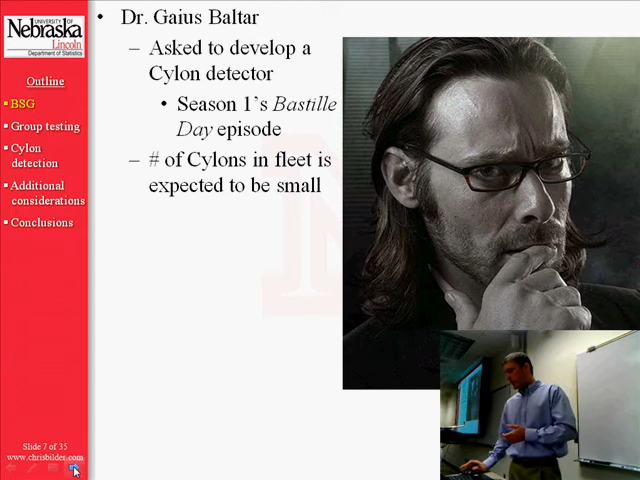 UNIVERSITY OF
Nebraska
Lincoln
Department of Statistics
Outline
▪ BSG
▪ Group testing
▪ Cylon
detection
▪ Additional
considerations
▪ Conclusions
Slide 7 of 35
www.chrisbilder.com
• Dr. Gaius Baltar
– Asked to develop a
Cylon detector
• Season 1’s Bastille
Day episode
– # of Cylons in fleet is
expected to be small